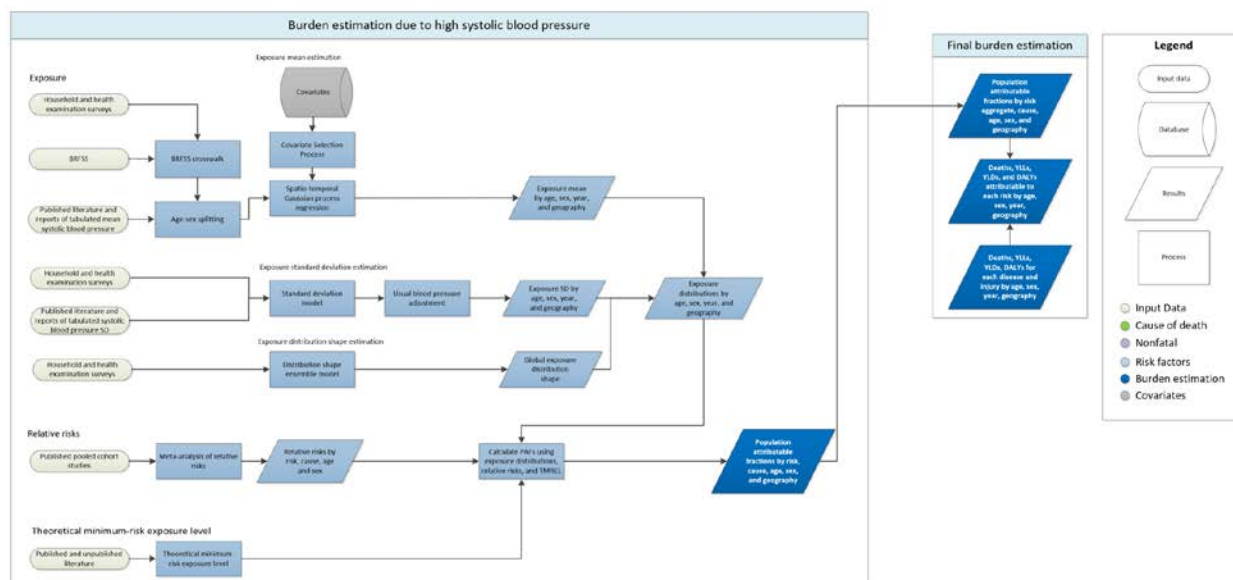 Burden estimation due to high systolic blood pressure
Exposure
Exposure mean estimation
Household and health
examination surveys
Covariates
BRFSS
BRFSS crosswalk
Covariate Selection
Process
Published literature and
reports of tabulated mean
systolic blood pressure
Age-sex splitting
Spatio temporal
Gaussian process
regression
Exposure mean
by age, sex, year,
and geography
Household and health
examination surveys
Exposure standard deviation estimation
Published literature and
reports of tabulated systolic
blood pressure SD
Standard deviation
model
Usual blood pressure
adjustment
Exposure SD by
age, sex, year,
and geography
Exposure
distributions by
age, sex, year, and
geography
Exposure distribution shape estimation
Household and health
examination surveys
Distribution shape
ensemble model
Global exposure
distribution
shape
Relative risks
Published pooled cohort
studies
Meta-analysis of relative
risks
Relative risks by
risk, cause, age
and sex
Calculate PAFs using
exposure distributions,
relative risks, and TMREL
Population
attributable
fractions by risk,
cause, age, sex,
and geography
Theoretical minimum-risk exposure level
Published and unpublished
literature
Theoretical minimum
risk exposure level
Final burden estimation
Population
attributable
fractions by risk
aggregate, cause,
age, sex, and
geography
Deaths, YLLs,
YLDs, and DALYs
attributable to
each risk by age,
sex, year,
geography
Deaths, YLLs,
YLDs, DALYs for
each disease and
injury by age, sex,
year, geography
Legend
Input data
Database
Results
Process
Input Data
Cause of death
Nonfatal
Risk factors
Burden estimation
Covariates